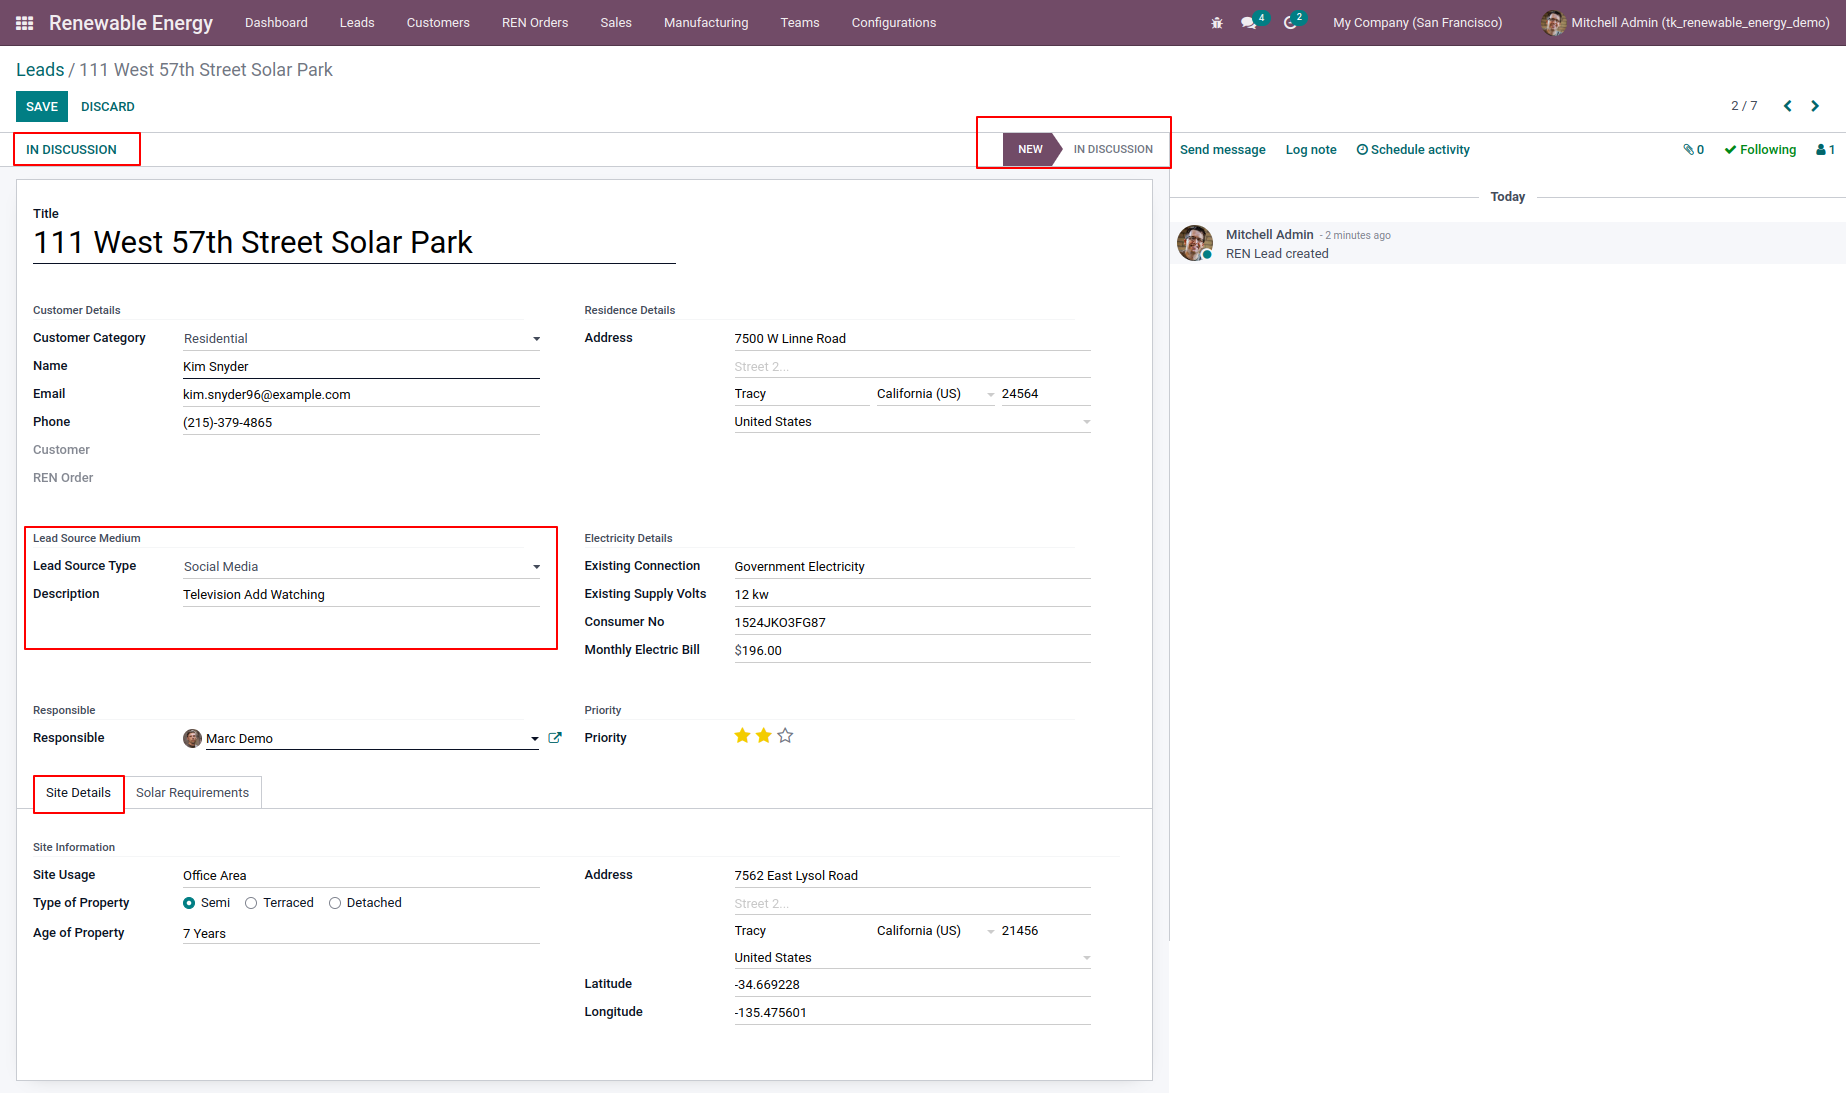 Renewable Energy Dashboard Leads Customers REN Orders Sales Manufacturing Teams Configurations 4 2 My Company (San Francisco) Mitchell Admin (tk_renewable_energy_demo)
Leads / 111 West 57th Street Solar Park
SAVE DISCARD 2 / 7
IN DISCUSSION NEW IN DISCUSSION Send message Log note Schedule activity 0 Following 1
Today
Mitchell Admin - 2 minutes ago
REN Lead created
Title
111 West 57th Street Solar Park
Customer Details Residence Details
Customer Category Residential Address 7500 W Linne Road
Name Kim Snyder Street 2...
Email kim.snyder96@example.com Tracy California (US) 24564
Phone (215)-379-4865 United States
Customer
REN Order
Lead Source Medium Electricity Details
Lead Source Type Social Media Existing Connection Government Electricity
Description Television Add Watching Existing Supply Volts 12 kw
Consumer No 1524JKO3FG87
Monthly Electric Bill $196.00
Responsible Priority
Responsible Marc Demo Priority
Site Details Solar Requirements
Site Information
Site Usage Office Area Address 7562 East Lysol Road
Type of Property Semi Terraced Detached Street 2...
Age of Property 7 Years Tracy California (US) 21456
United States
Latitude -34.669228
Longitude -135.475601